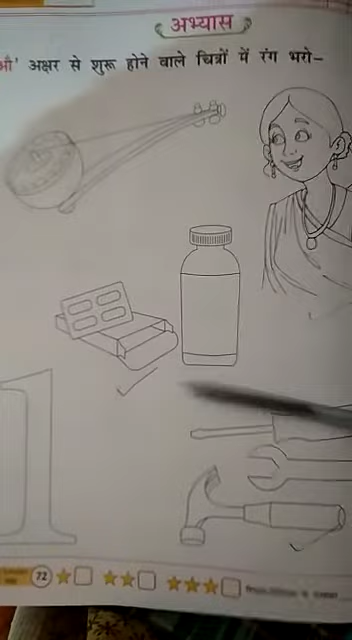 अभ्यास
औ' अक्षर से शुरू होने वाले चित्रों में रंग भरो–
72